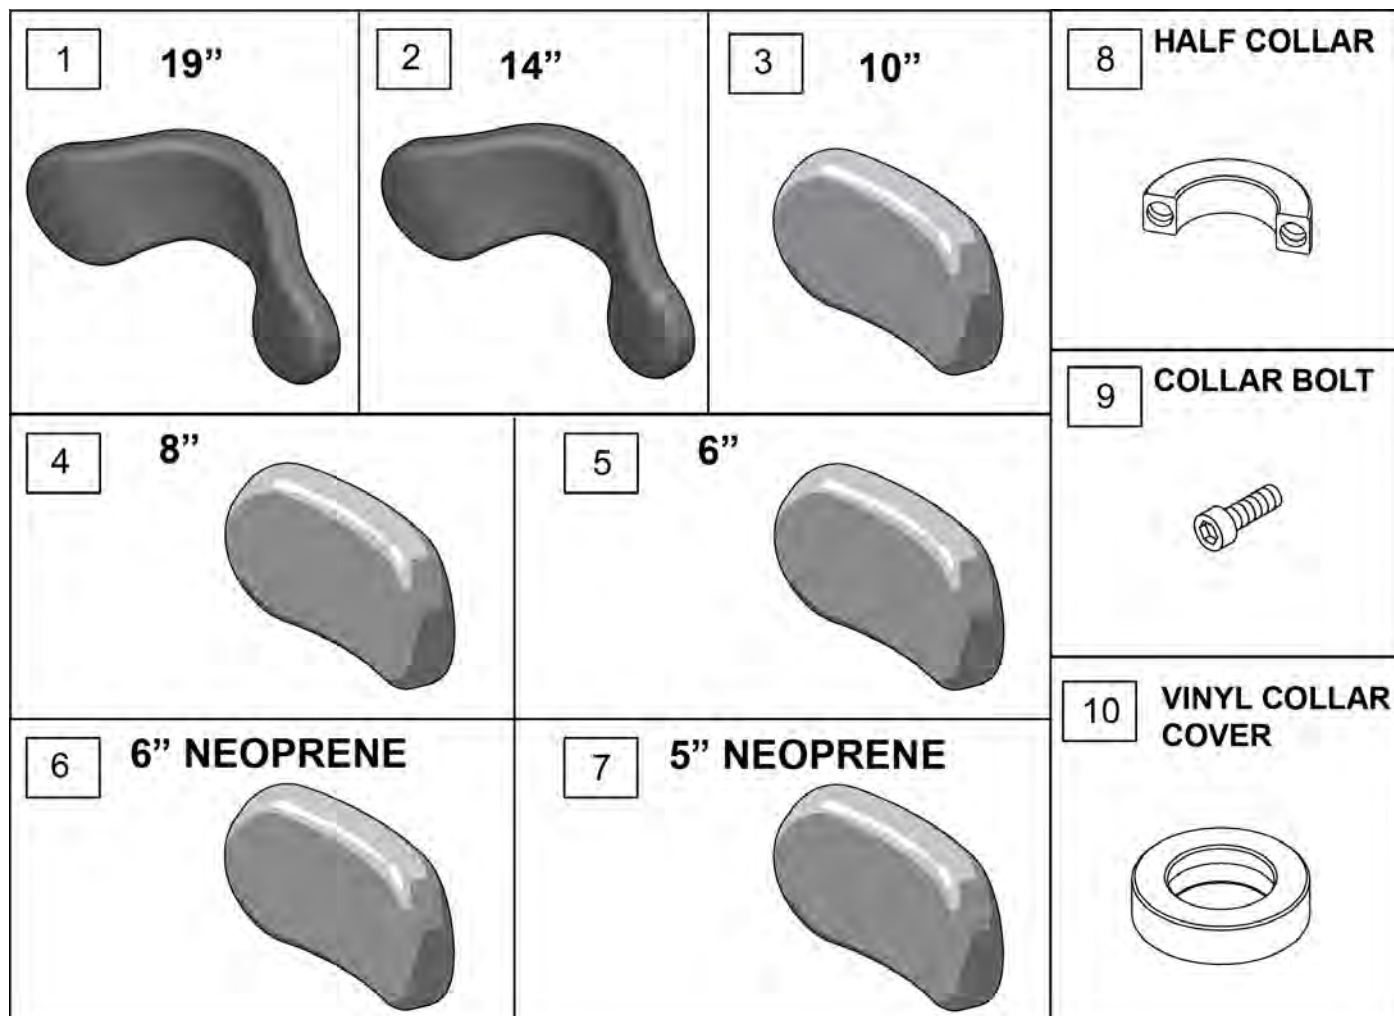 1
19”
2
14”
3
10”
8
HALF COLLAR
9
COLLAR BOLT
4
8”
5
6”
6
6” NEOPRENE
7
5” NEOPRENE
10
VINYL COLLAR
COVER